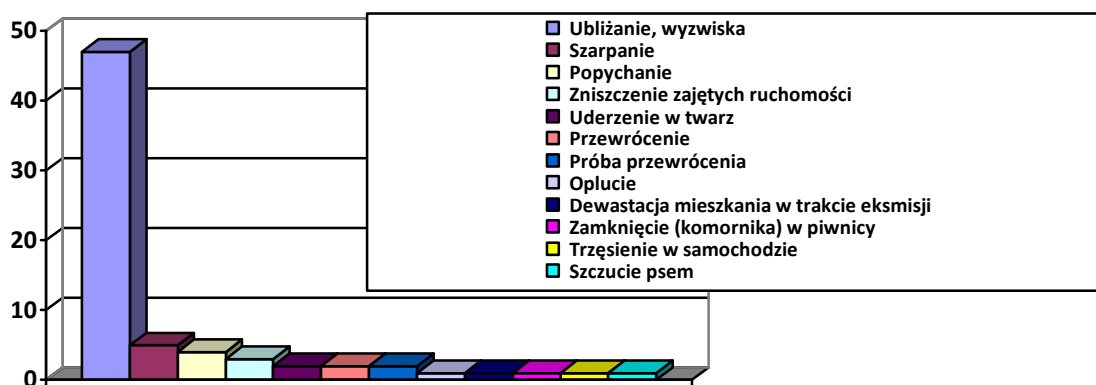 50
40
30
20
10
0
Ubliżanie, wyzwiska
Szarpanie
Popychanie
Zniszczenie zajętych ruchomości
Uderzenie w twarz
Przewrócenie
Próba przewrócenia
Oplucie
Dewastacja mieszkania w trakcie eksmisji
Zamknięcie (komornika) w piwnicy
Trzęsienie w samochodzie
Szczucie psem